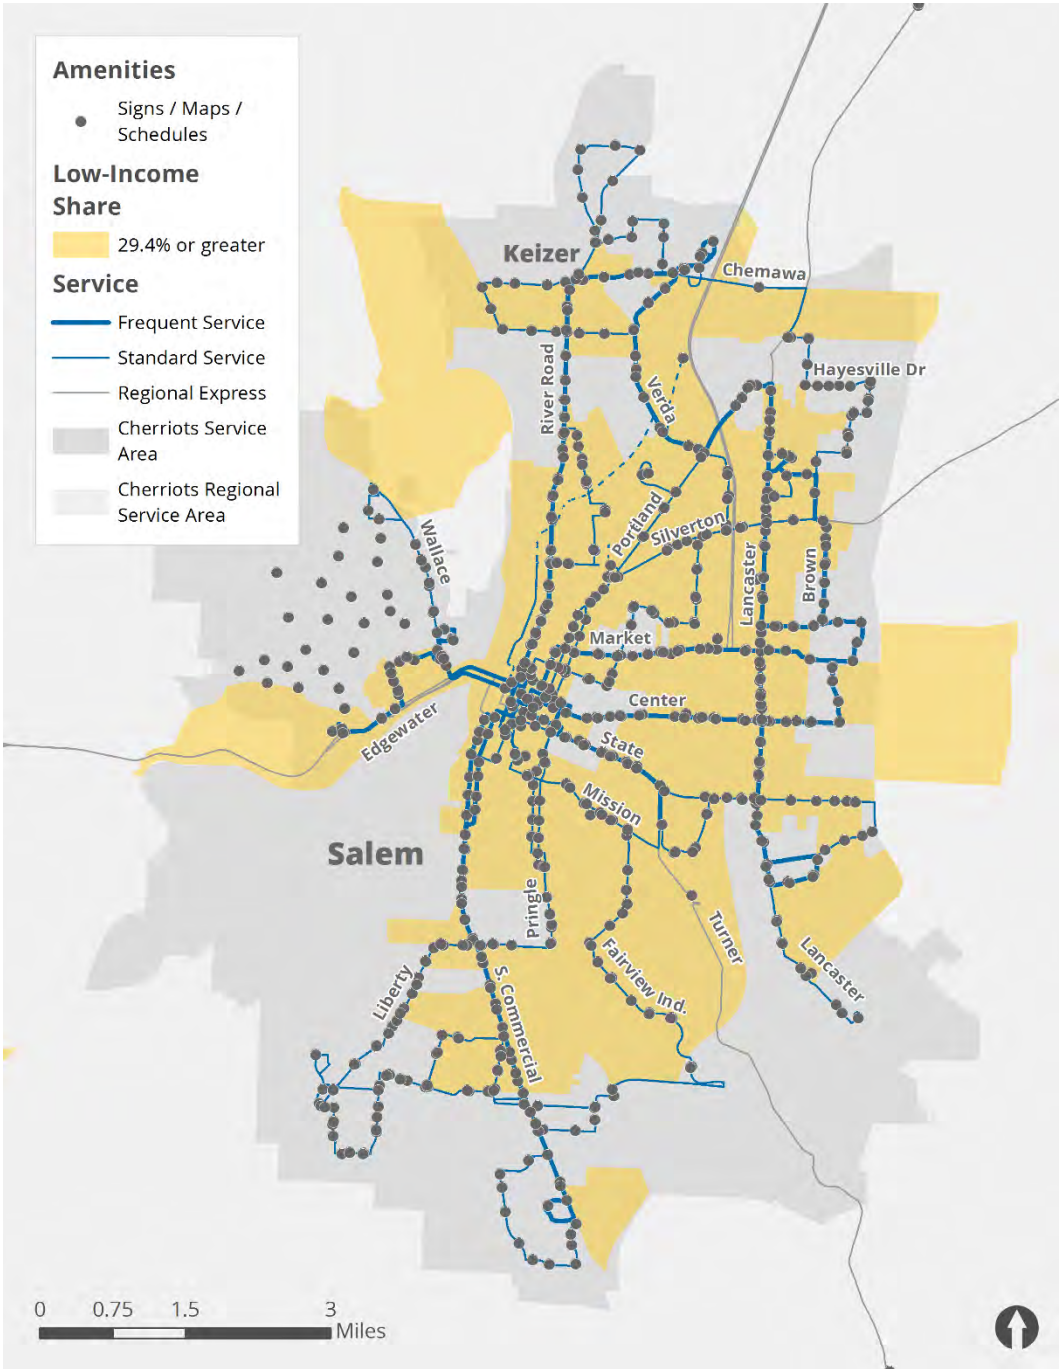 Amenities
Signs / Maps /
Schedules
Low-Income
Share
29.4% or greater
Service
Frequent Service
Standard Service
Regional Express
Cherriots Service
Area
Cherriots Regional
Service Area
Keizer
Chemawa
Hayesville Dr
River Road
Verda
Portland
Silverton
Wallace
Lancaster
Brown
Market
Center
Edgewater
State
Mission
Salem
Pringle
Turner
Fairview Ind.
Lancaster
Liberty
S. Commercial
0 0.75 1.5 3
Miles